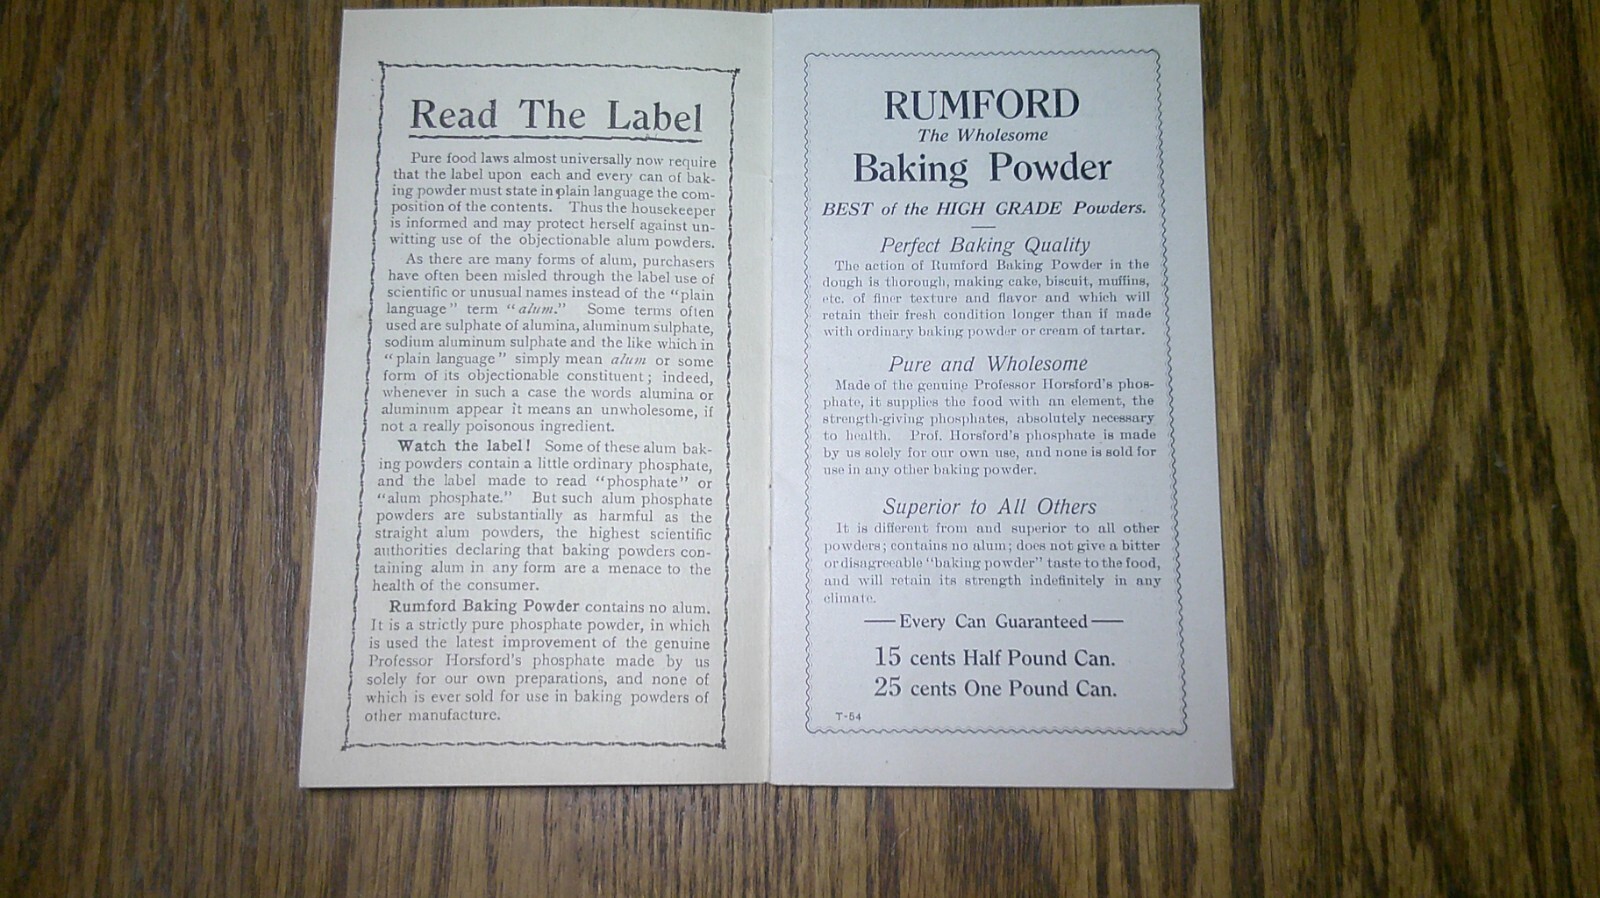 Read The Label
Pure food laws almost universally now require
that the label upon each and every can of bak-
ing powder must state in plain language the com-
position of the contents. Thus the housekeeper
is informed and may protect herself against un-
witting use of the objectionable alum powders.
As there are many forms of alum, purchasers
have often been misled through the label use of
scientific or unusual names instead of the "plain
language" term "alum." Some terms often
used are sulphate of alumina, aluminum sulphate,
sodium aluminum sulphate and the like which in
"plain language" simply mean alum or some
form of its objectionable constituent; indeed,
whenever in such a case the words alumina or
aluminum appear it means an unwholesome, if
not a really poisonous ingredient.
Watch the label! Some of these alum bak-
ing powders contain a little ordinary phosphate,
and the label made to read "phosphate" or
"alum phosphate." But such alum phosphate
powders are substantially as harmful as the
straight alum powders, the highest scientific
authorities declaring that baking powders con-
taining alum in any form are a menace to the
health of the consumer.
Rumford Baking Powder contains no alum.
It is a strictly pure phosphate powder, in which
is used the latest improvement of the genuine
Professor Horsford's phosphate made by us
solely for our own preparations, and none of
which is ever sold for use in baking powders of
other manufacture.
RUMFORD
The Wholesome
Baking Powder
BEST of the HIGH GRADE Powders.
Perfect Baking Quality
The action of Rumford Baking Powder in the
dough is thorough, making cake, biscuit, muffins,
etc. of finer texture and flavor and which will
retain their fresh condition longer than if made
with ordinary baking powder or cream of tartar.
Pure and Wholesome
Made of the genuine Professor Horsford's phos-
phate, it supplies the food with an element, the
strength-giving phosphates, absolutely necessary
to health. Prof. Horsford's phosphate is made
by us solely for our own use, and none is sold for
use in any other baking powder.
Superior to All Others
It is different from and superior to all other
powders; contains no alum; does not give a bitter
or disagreeable "baking powder" taste to the food,
and will retain its strength indefinitely in any
climate.
Every Can Guaranteed
15 cents Half Pound Can.
25 cents One Pound Can.
T-54